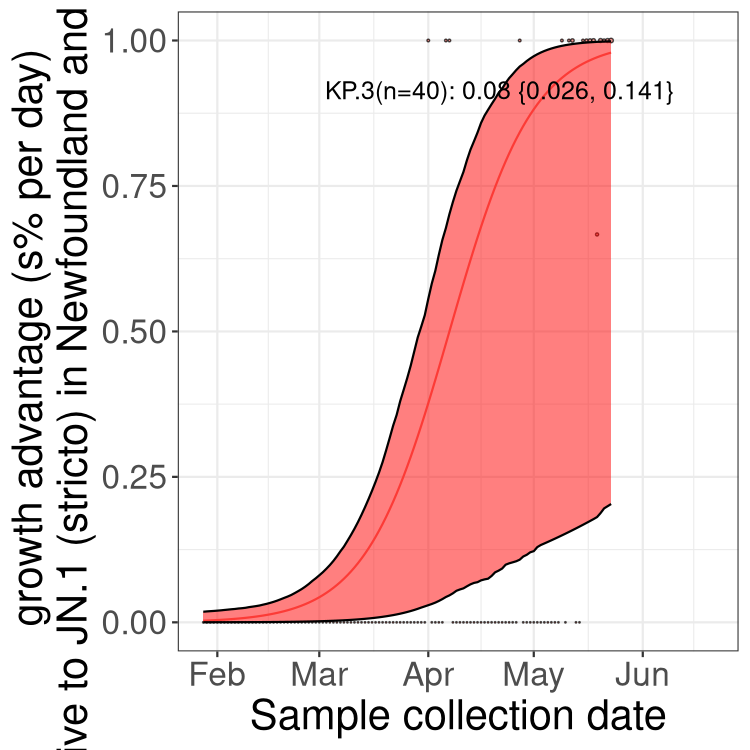 growth advantage (s% per day)
ive to JN.1 (stricto) in Newfoundland and
1.00
0.75
0.50
0.25
0.00
KP.3(n=40): 0.08 {0.026, 0.141}
Feb Mar Apr May Jun
Sample collection date